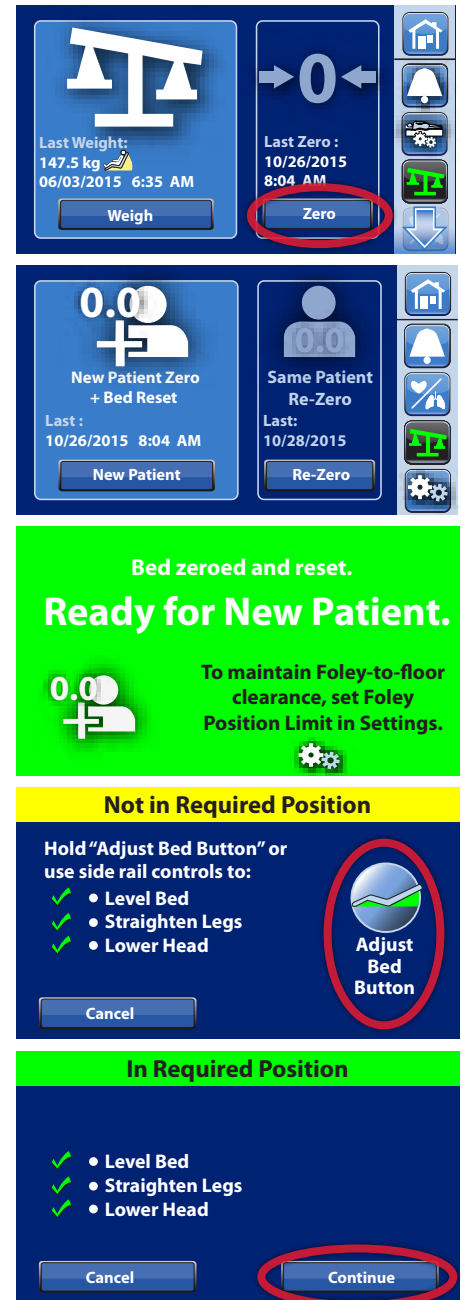 Last Weight:
147.5 kg
06/03/2015 6:35 AM
Weigh
0
Last Zero :
10/26/2015
8:04 AM
Zero
0.0
New Patient Zero
+ Bed Reset
Last :
10/26/2015 8:04 AM
New Patient
0.0
Same Patient
Re-Zero
Last:
10/28/2015
Re-Zero
Bed zeroed and reset.
Ready for New Patient.
0.0
To maintain Foley-to-floor
clearance, set Foley
Position Limit in Settings.
Not in Required Position
Hold “Adjust Bed Button” or
use side rail controls to:
• Level Bed
• Straighten Legs
• Lower Head
Adjust
Bed
Button
Cancel
In Required Position
• Level Bed
• Straighten Legs
• Lower Head
Cancel
Continue